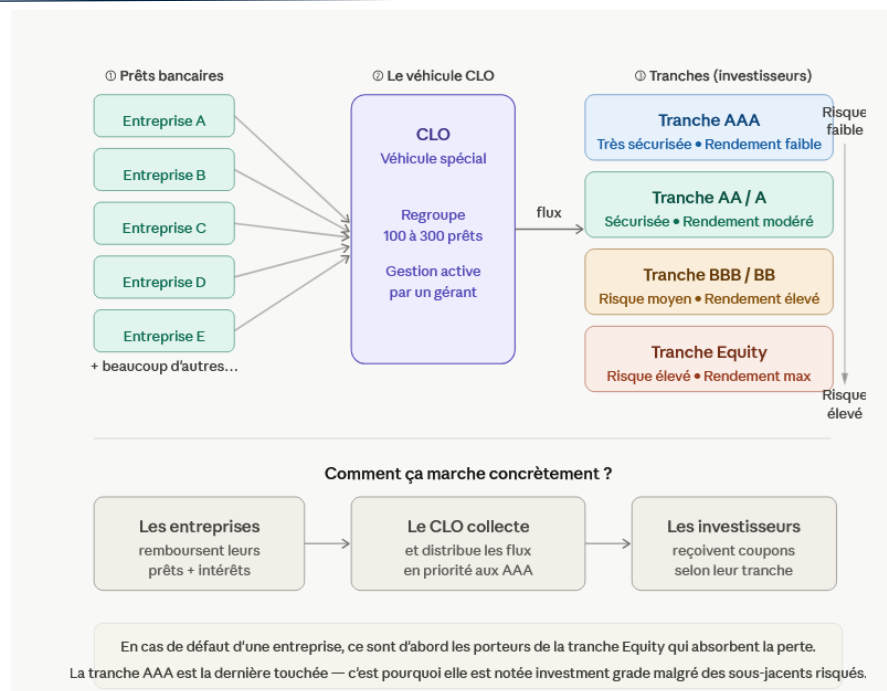 ① Prêts bancaires
② Le véhicule CLO
③ Tranches (investisseurs)
Entreprise A
Entreprise B
Entreprise C
Entreprise D
Entreprise E
+ beaucoup d'autres...
CLO
Véhicule spécial
Regroupe
100 à 300 prêts
Gestion active
par un gérant
flux
Tranche AAA
Très sécurisée • Rendement faible
Tranche AA / A
Sécurisée • Rendement modéré
Tranche BBB / BB
Risque moyen • Rendement élevé
Tranche Equity
Risque élevé • Rendement max
Risque
faible
Risque
élevé
Comment ça marche concrètement ?
Les entreprises
remboursent leurs
prêts + intérêts
Le CLO collecte
et distribue les flux
en priorité aux AAA
Les investisseurs
reçoivent coupons
selon leur tranche
En cas de défaut d'une entreprise, ce sont d'abord les porteurs de la tranche Equity qui absorbent la perte.
La tranche AAA est la dernière touchée — c'est pourquoi elle est notée investment grade malgré des sous-jacents risqués.